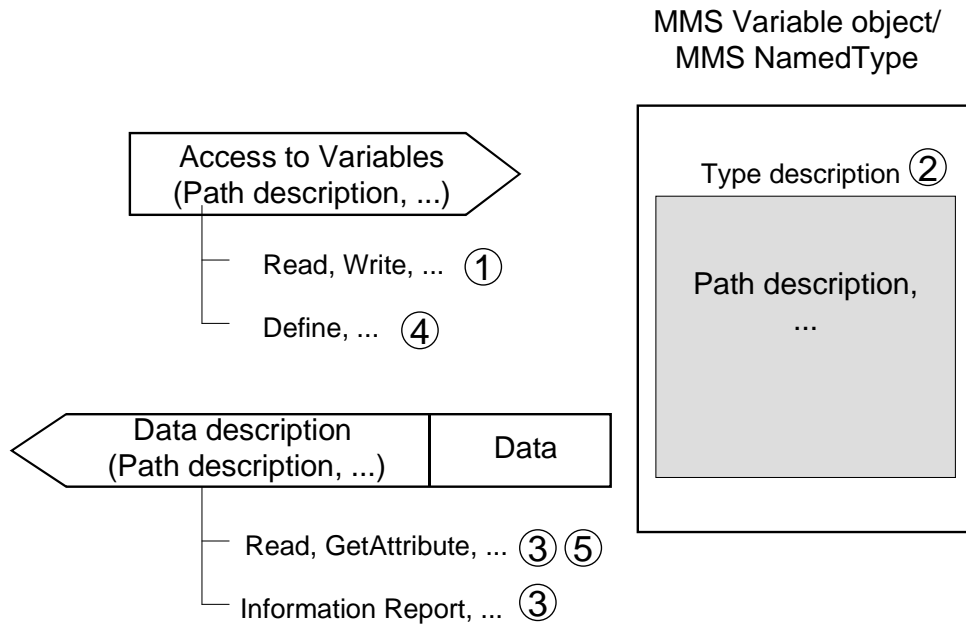 MMS Variable object/
MMS NamedType
Access to Variables
(Path description, ...)
Type description ②
Read, Write, ... ①
Path description,
...
Define, ... ④
Data description
(Path description, ...)
Data
Read, GetAttribute, ... ③ ⑤
Information Report, ... ③